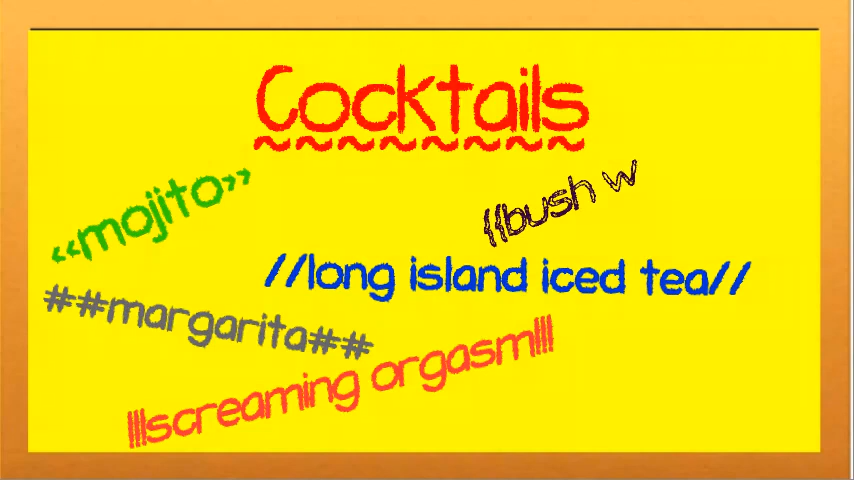 Cocktails
~~~~~~~~~
‹‹mojito››
{{bush w
//long island iced tea//
##margarita##
|||screaming orgasm|||